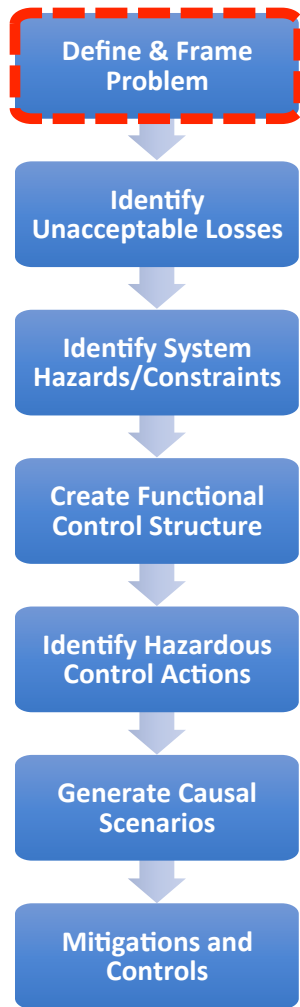 Define & Frame
Problem
Identify
Unacceptable Losses
Identify System
Hazards/Constraints
Create Functional
Control Structure
Identify Hazardous
Control Actions
Generate Causal
Scenarios
Mitigations and
Controls